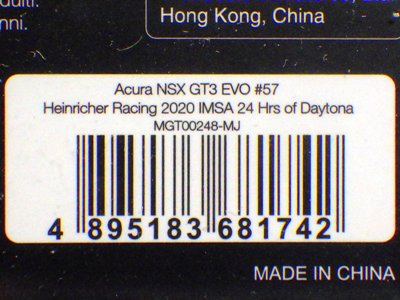 nni.
Hong Kong, China
Acura NSX GT3 EVO #57
Heinricher Racing 2020 IMSA 24 Hrs of Daytona
MGT00248-MJ
4 895183 681742
MADE IN CHINA